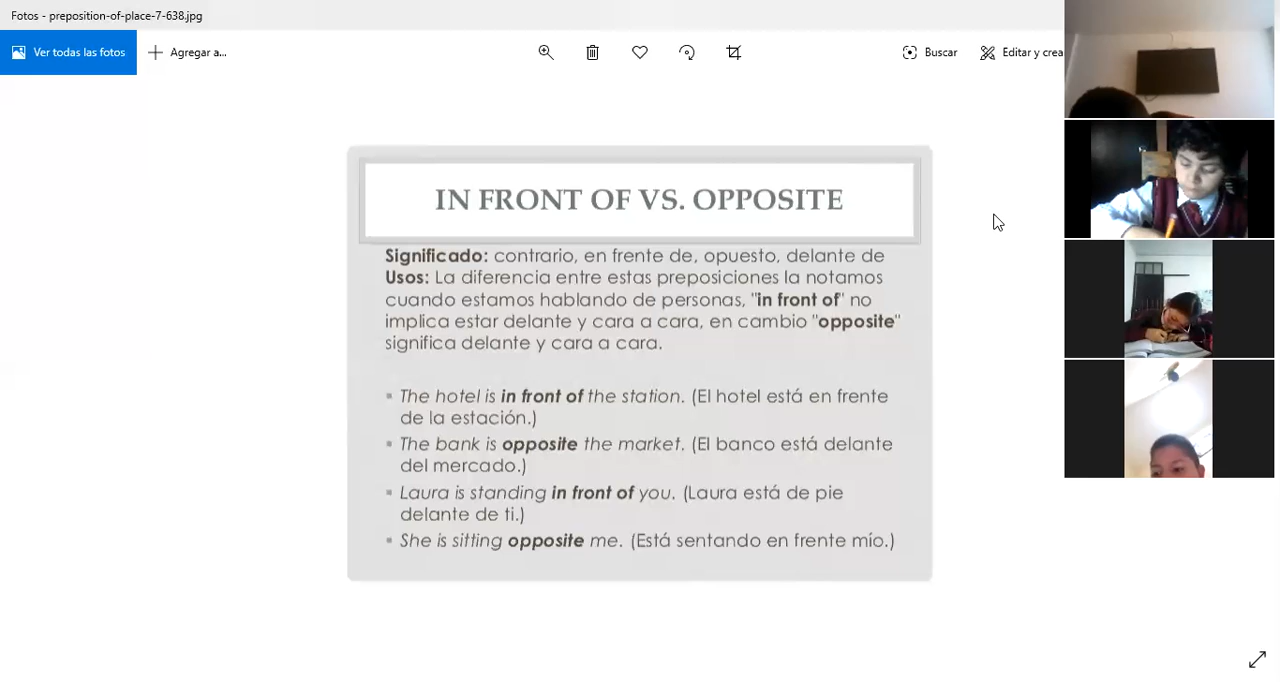 Fotos - preposition-of-place-7-638.jpg
Ver todas las fotos
Agregar a...
Buscar
Editar y crea
IN FRONT OF VS. OPPOSITE
Significado: contrario, en frente de, opuesto, delante de
Usos: La diferencia entre estas preposiciones la notamos
cuando estamos hablando de personas, "in front of" no
implica estar delante y cara a cara, en cambio "opposite"
significa delante y cara a cara.
The hotel is in front of the station. (El hotel está en frente
de la estación.)
The bank is opposite the market. (El banco está delante
del mercado.)
Laura is standing in front of you. (Laura está de pie
delante de ti.)
She is sitting opposite me. (Está sentando en frente mío.)